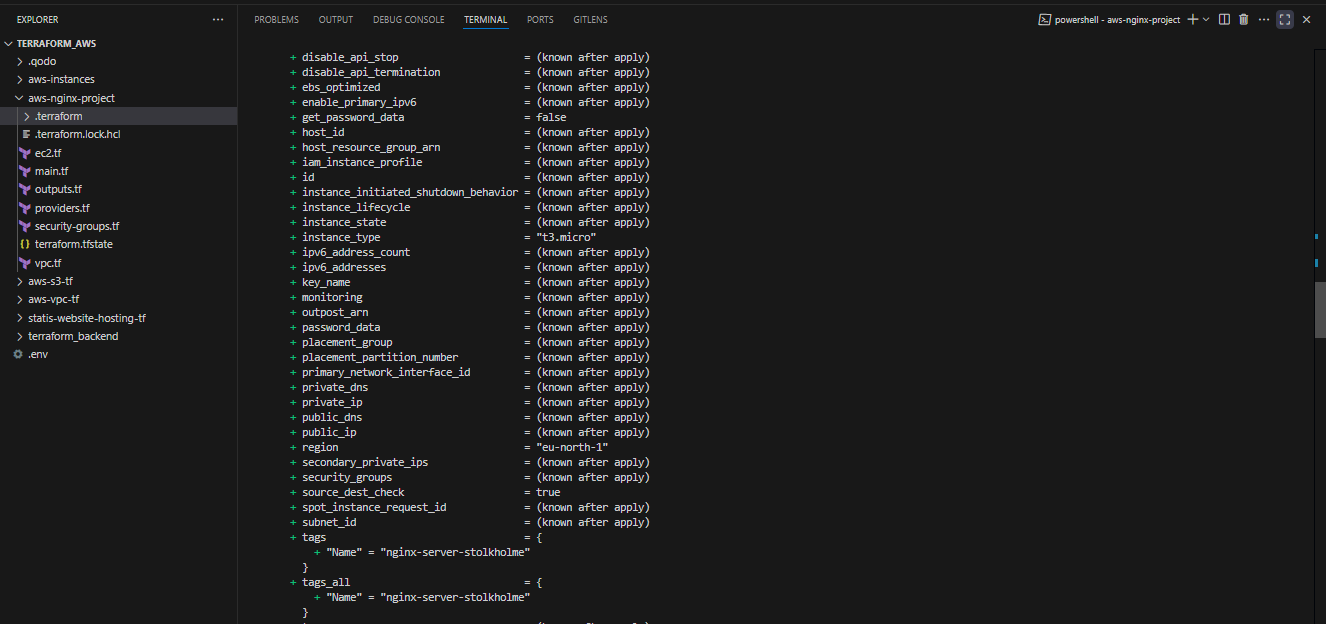 EXPLORER
TERRAFORM_AWS
.qodo
aws-instances
aws-nginx-project
.terraform
.terraform.lock.hcl
ec2.tf
main.tf
outputs.tf
providers.tf
security-groups.tf
terraform.tfstate
vpc.tf
aws-s3-tf
aws-vpc-tf
statis-website-hosting-tf
terraform_backend
.env
PROBLEMS OUTPUT DEBUG CONSOLE TERMINAL PORTS GITLENS
powershell - aws-nginx-project
+ disable_api_stop = (known after apply)
+ disable_api_termination = (known after apply)
+ ebs_optimized = (known after apply)
+ enable_primary_ipv6 = (known after apply)
+ get_password_data = false
+ host_id = (known after apply)
+ host_resource_group_arn = (known after apply)
+ iam_instance_profile = (known after apply)
+ id = (known after apply)
+ instance_initiated_shutdown_behavior = (known after apply)
+ instance_lifecycle = (known after apply)
+ instance_state = (known after apply)
+ instance_type = "t3.micro"
+ ipv6_address_count = (known after apply)
+ ipv6_addresses = (known after apply)
+ key_name = (known after apply)
+ monitoring = (known after apply)
+ outpost_arn = (known after apply)
+ password_data = (known after apply)
+ placement_group = (known after apply)
+ placement_partition_number = (known after apply)
+ primary_network_interface_id = (known after apply)
+ private_dns = (known after apply)
+ private_ip = (known after apply)
+ public_dns = (known after apply)
+ public_ip = (known after apply)
+ region = "eu-north-1"
+ secondary_private_ips = (known after apply)
+ security_groups = (known after apply)
+ source_dest_check = true
+ spot_instance_request_id = (known after apply)
+ subnet_id = (known after apply)
+ tags = {
+ "Name" = "nginx-server-stolkholme"
}
+ tags_all = {
+ "Name" = "nginx-server-stolkholme"
}